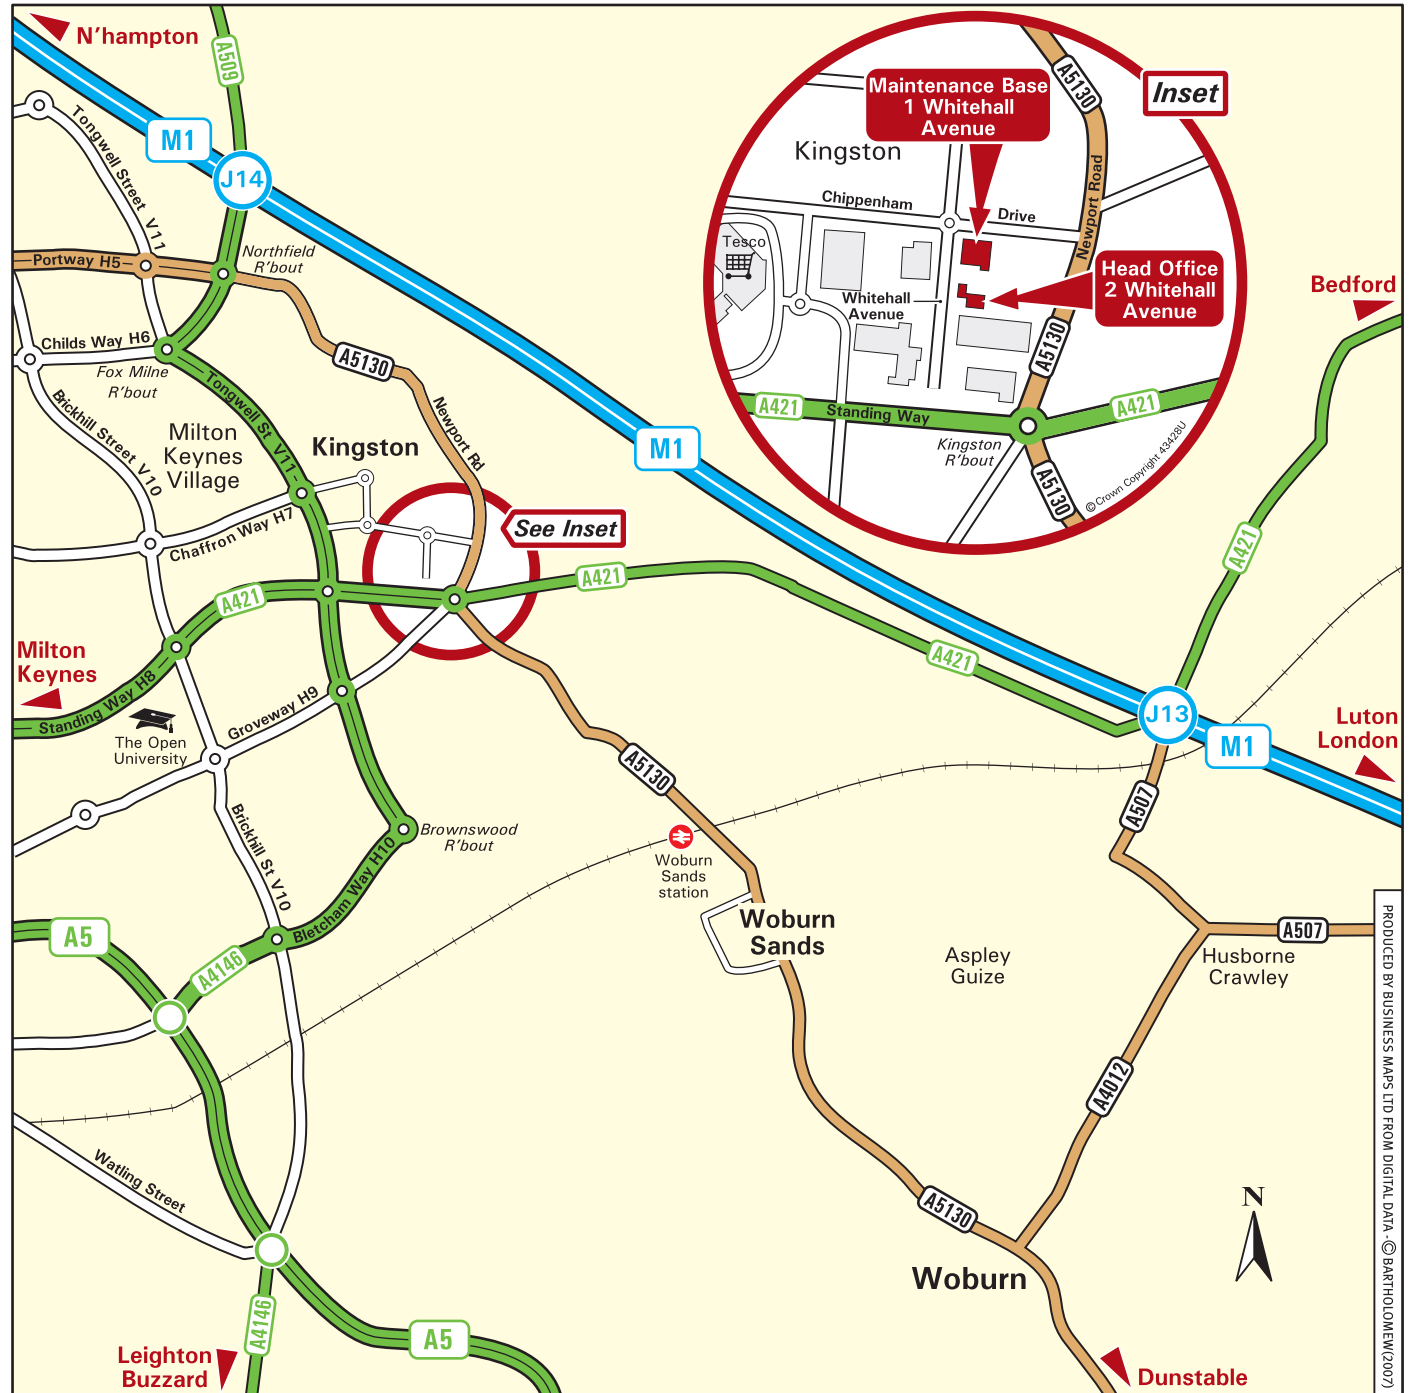 N'hampton
A509
M1
J14
Tongwell Street V11
Portway H5
Northfield
R'bout
Childs Way H6
Fox Milne
R'bout
A5130
Newport Rd
Brickhill Street V10
Tongwell St V11
Milton
Keynes
Village
Kingston
Chaffron Way H7
See Inset
A421
A421
A421
M1
Milton
Keynes
Standing Way H8
The Open
University
Groveway H9
Brickhill St V10
A5130
Brownswood
R'bout
Bletcham Way H10
A5
A4146
Woburn
Sands
station
Woburn
Sands
Aspley
Guize
Husborne
Crawley
A507
A507
J13
M1
Luton
London
Bedford
A421
A4012
A5130
Woburn
N
Dunstable
Watling Street
A4146
A5
Leighton
Buzzard
Inset
A5130
Maintenance Base
1 Whitehall
Avenue
Kingston
Chippenham
Drive
Newport Road
Tesco
Whitehall
Avenue
Head Office
2 Whitehall
Avenue
A5130
A421
Standing Way
A421
Kingston
R'bout
A5130
© Crown Copyright 43428U
PRODUCED BY BUSINESS MAPS LTD FROM DIGITAL DATA - © BARTHOLOMEW(2007)